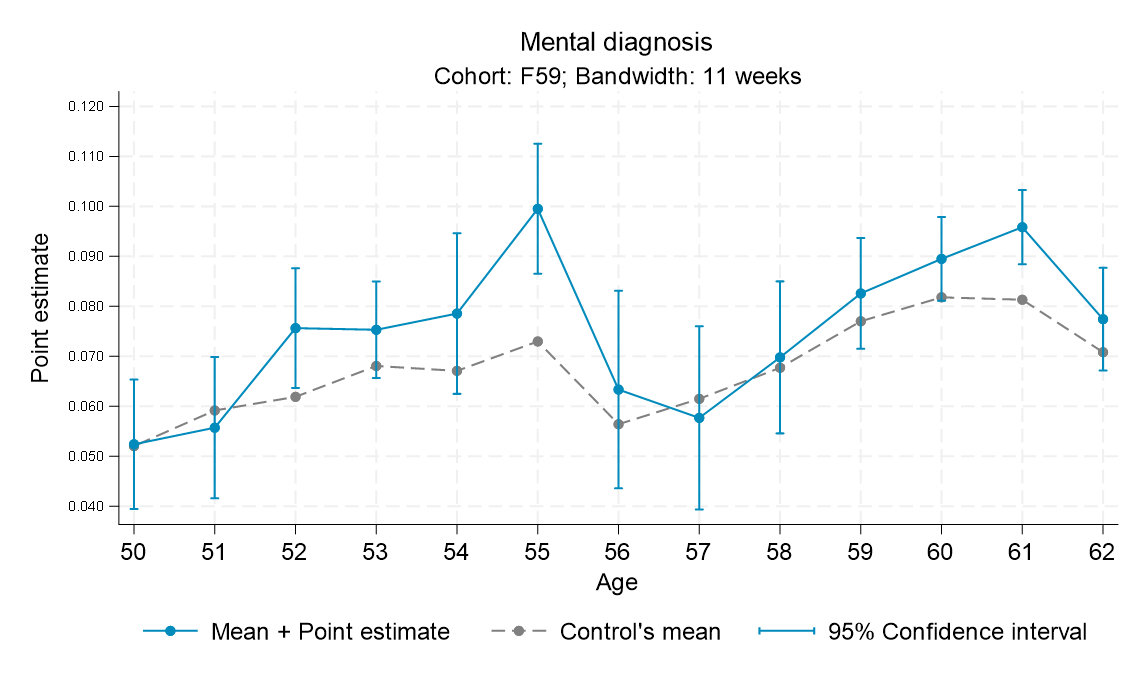 Mental diagnosis
Cohort: F59; Bandwidth: 11 weeks
0.120
0.110
0.100
0.090
0.080
0.070
0.060
0.050
0.040
Point estimate
50 51 52 53 54 55 56 57 58 59 60 61 62
Age
Mean + Point estimate Control's mean 95% Confidence interval